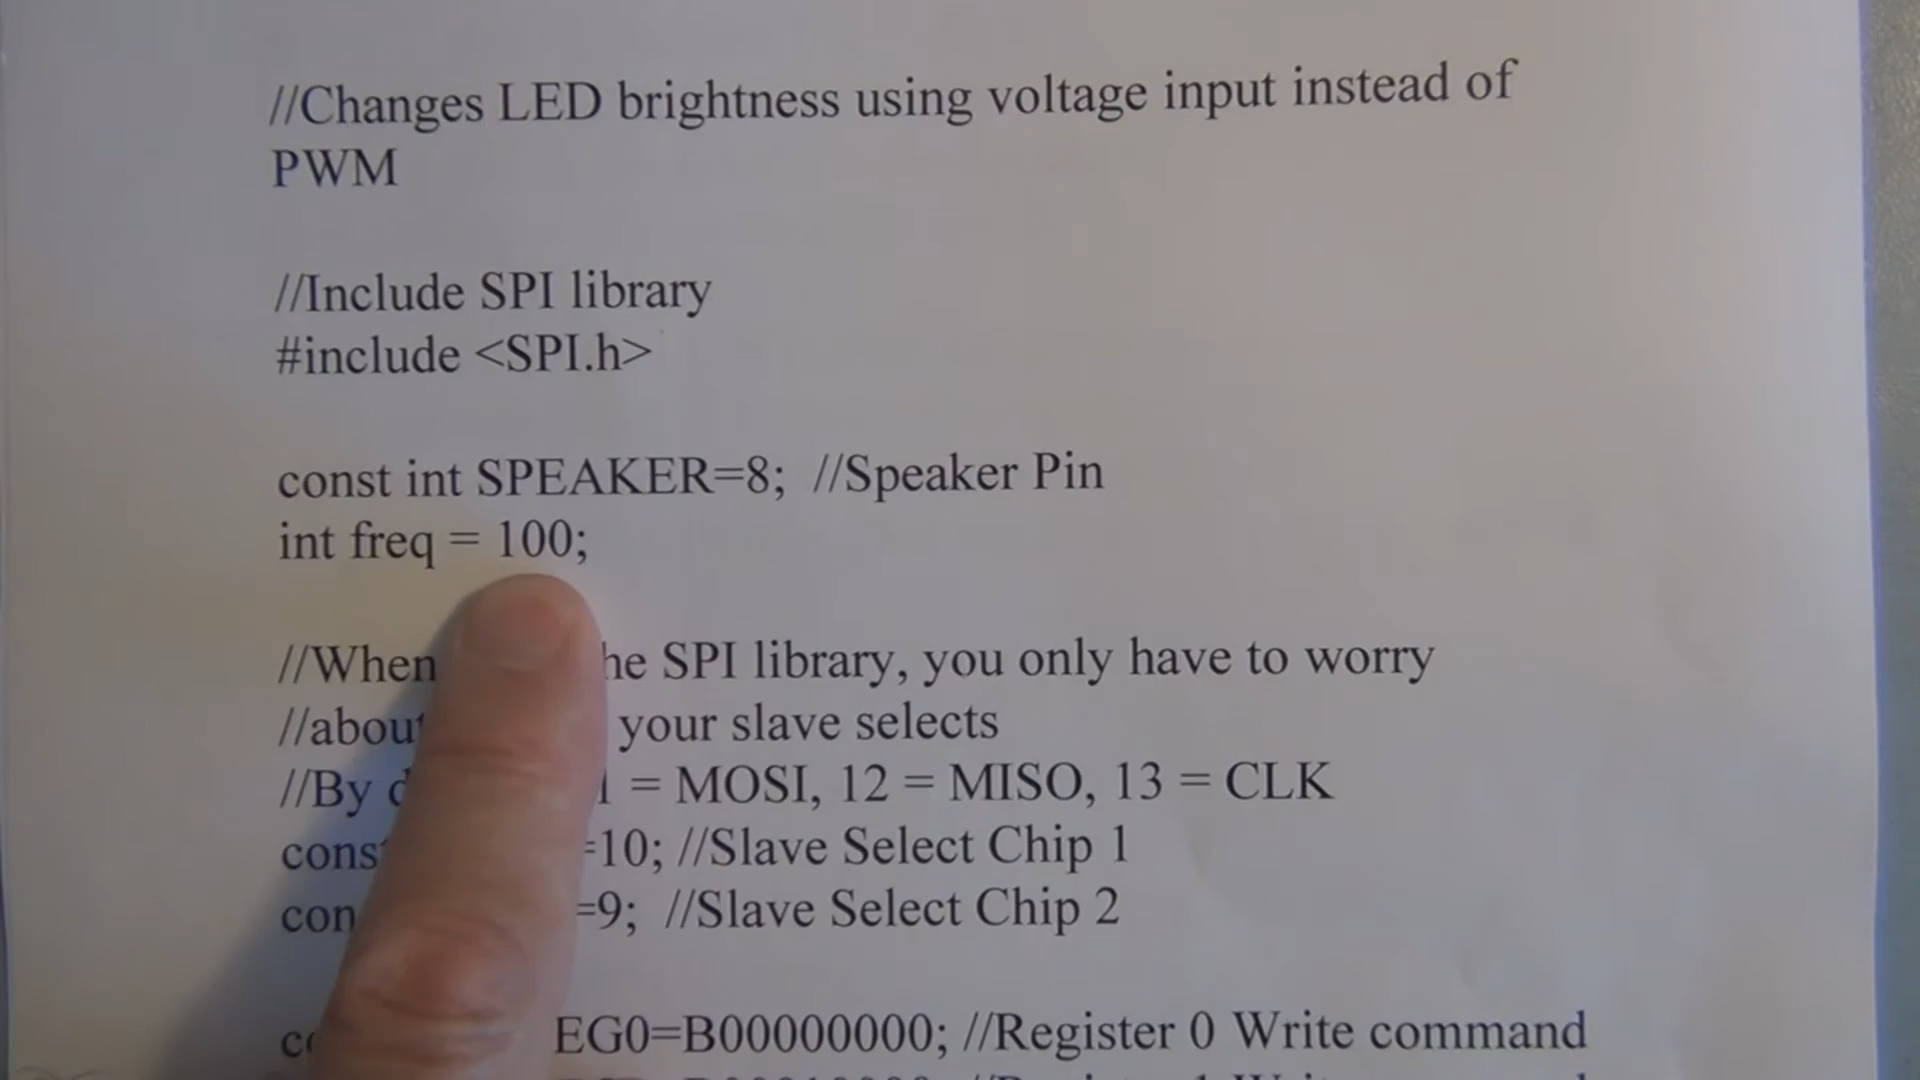 //Changes LED brightness using voltage input instead of
PWM
//Include SPI library
#include <SPI.h>
const int SPEAKER=8; //Speaker Pin
int freq = 100;
//When he SPI library, you only have to worry
//about your slave selects
//By = MOSI, 12 = MISO, 13 = CLK
=10; //Slave Select Chip 1
=9; //Slave Select Chip 2
EG0=B00000000; //Register 0 Write command